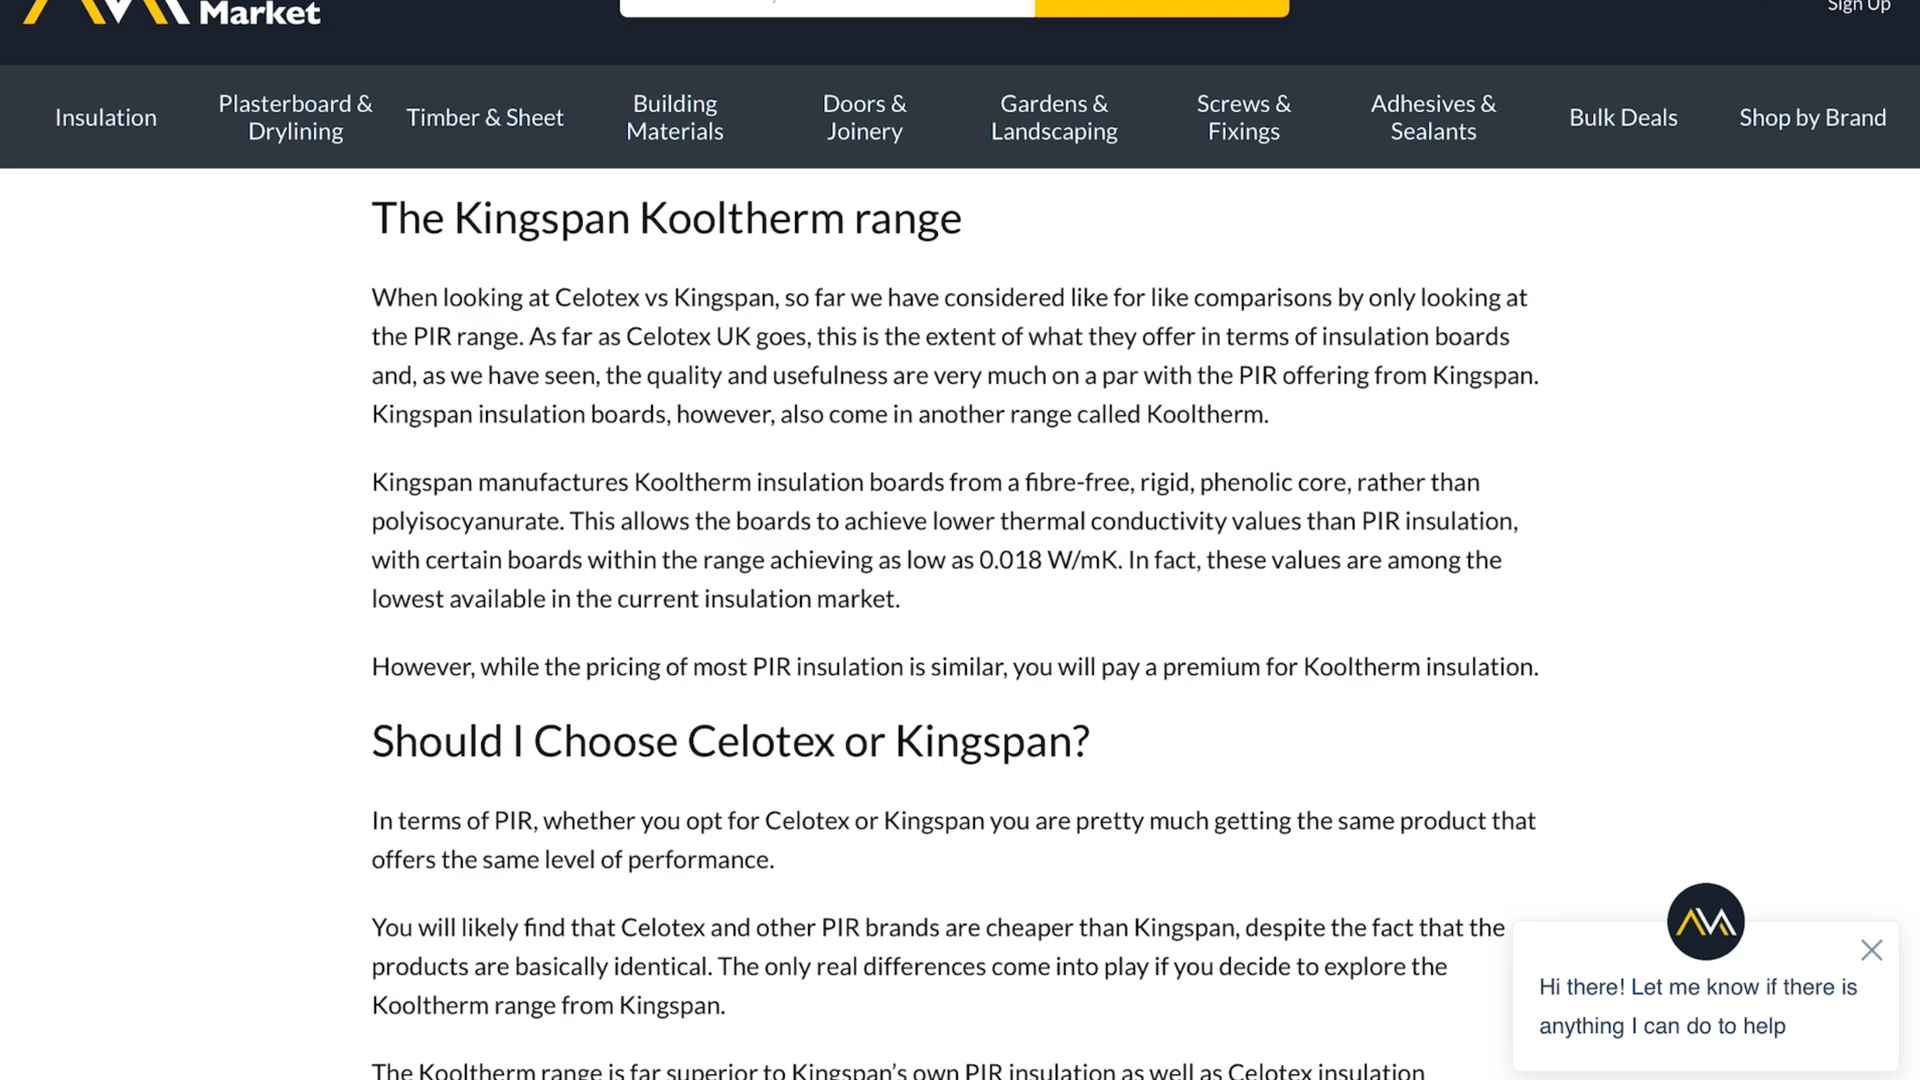 Market
Sign Up
Insulation
Plasterboard &
Drylining
Timber & Sheet
Building
Materials
Doors &
Joinery
Gardens &
Landscaping
Screws &
Fixings
Adhesives &
Sealants
Bulk Deals
Shop by Brand
The Kingspan Kooltherm range
When looking at Celotex vs Kingspan, so far we have considered like for like comparisons by only looking at
the PIR range. As far as Celotex UK goes, this is the extent of what they offer in terms of insulation boards
and, as we have seen, the quality and usefulness are very much on a par with the PIR offering from Kingspan.
Kingspan insulation boards, however, also come in another range called Kooltherm.
Kingspan manufactures Kooltherm insulation boards from a fibre-free, rigid, phenolic core, rather than
polyisocyanurate. This allows the boards to achieve lower thermal conductivity values than PIR insulation,
with certain boards within the range achieving as low as 0.018 W/mK. In fact, these values are among the
lowest available in the current insulation market.
However, while the pricing of most PIR insulation is similar, you will pay a premium for Kooltherm insulation.
Should I Choose Celotex or Kingspan?
In terms of PIR, whether you opt for Celotex or Kingspan you are pretty much getting the same product that
offers the same level of performance.
You will likely find that Celotex and other PIR brands are cheaper than Kingspan, despite the fact that the
products are basically identical. The only real differences come into play if you decide to explore the
Kooltherm range from Kingspan.
The Kooltherm range is far superior to Kingspan's own PIR insulation as well as Celotex insulation
Hi there! Let me know if there is
anything I can do to help